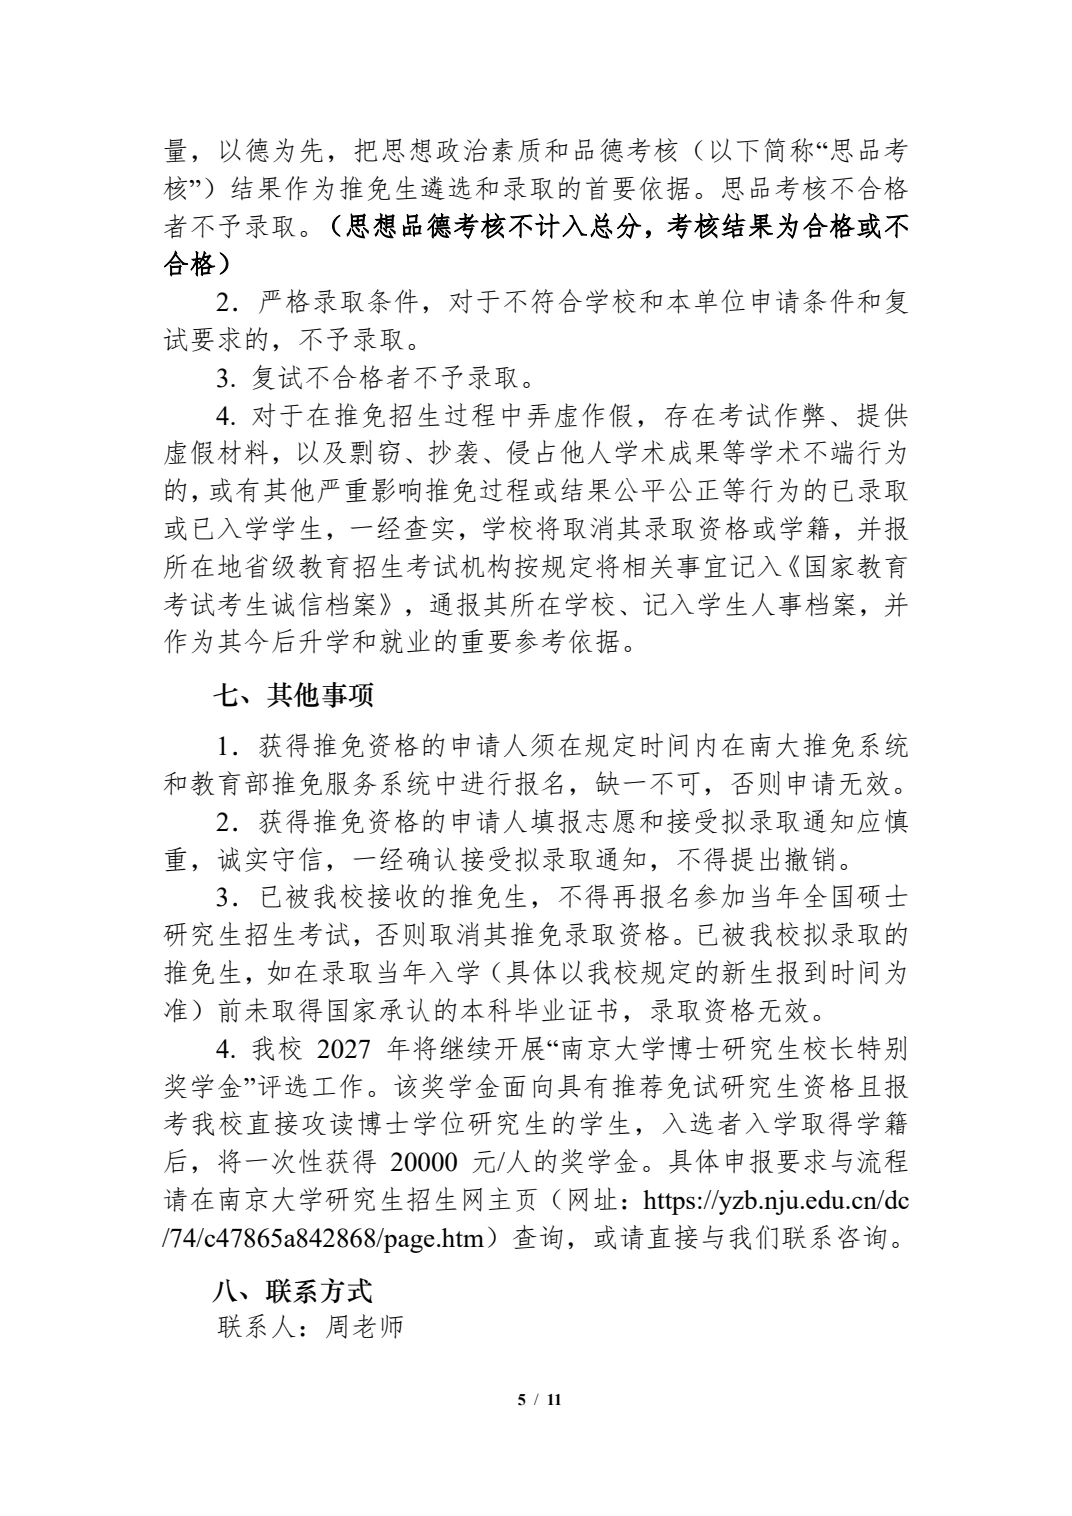 量，以德为先，把思想政治素质和品德考核（以下简称“思品考
核”）结果作为推免生遴选和录取的首要依据。思品考核不合格
者不予录取。（思想品德考核不计入总分，考核结果为合格或不
合格）
2．严格录取条件，对于不符合学校和本单位申请条件和复
试要求的，不予录取。
3. 复试不合格者不予录取。
4. 对于在推免招生过程中弄虚作假，存在考试作弊、提供
虚假材料，以及剽窃、抄袭、侵占他人学术成果等学术不端行为
的，或有其他严重影响推免过程或结果公平公正等行为的已录取
或已入学学生，一经查实，学校将取消其录取资格或学籍，并报
所在地省级教育招生考试机构按规定将相关事宜记入《国家教育
考试考生诚信档案》，通报其所在学校、记入学生人事档案，并
作为其今后升学和就业的重要参考依据。
七、其他事项
1．获得推免资格的申请人须在规定时间内在南大推免系统
和教育部推免服务系统中进行报名，缺一不可，否则申请无效。
2．获得推免资格的申请人填报志愿和接受拟录取通知应慎
重，诚实守信，一经确认接受拟录取通知，不得提出撤销。
3．已被我校接收的推免生，不得再报名参加当年全国硕士
研究生招生考试，否则取消其推免录取资格。已被我校拟录取的
推免生，如在录取当年入学（具体以我校规定的新生报到时间为
准）前未取得国家承认的本科毕业证书，录取资格无效。
4. 我校 2027 年将继续开展“南京大学博士研究生校长特别
奖学金”评选工作。该奖学金面向具有推荐免试研究生资格且报
考我校直接攻读博士学位研究生的学生，入选者入学取得学籍
后，将一次性获得 20000 元/人的奖学金。具体申报要求与流程
请在南京大学研究生招生网主页（网址：https://yzb.nju.edu.cn/dc
/74/c47865a842868/page.htm）查询，或请直接与我们联系咨询。
八、联系方式
联系人：周老师
5 / 11